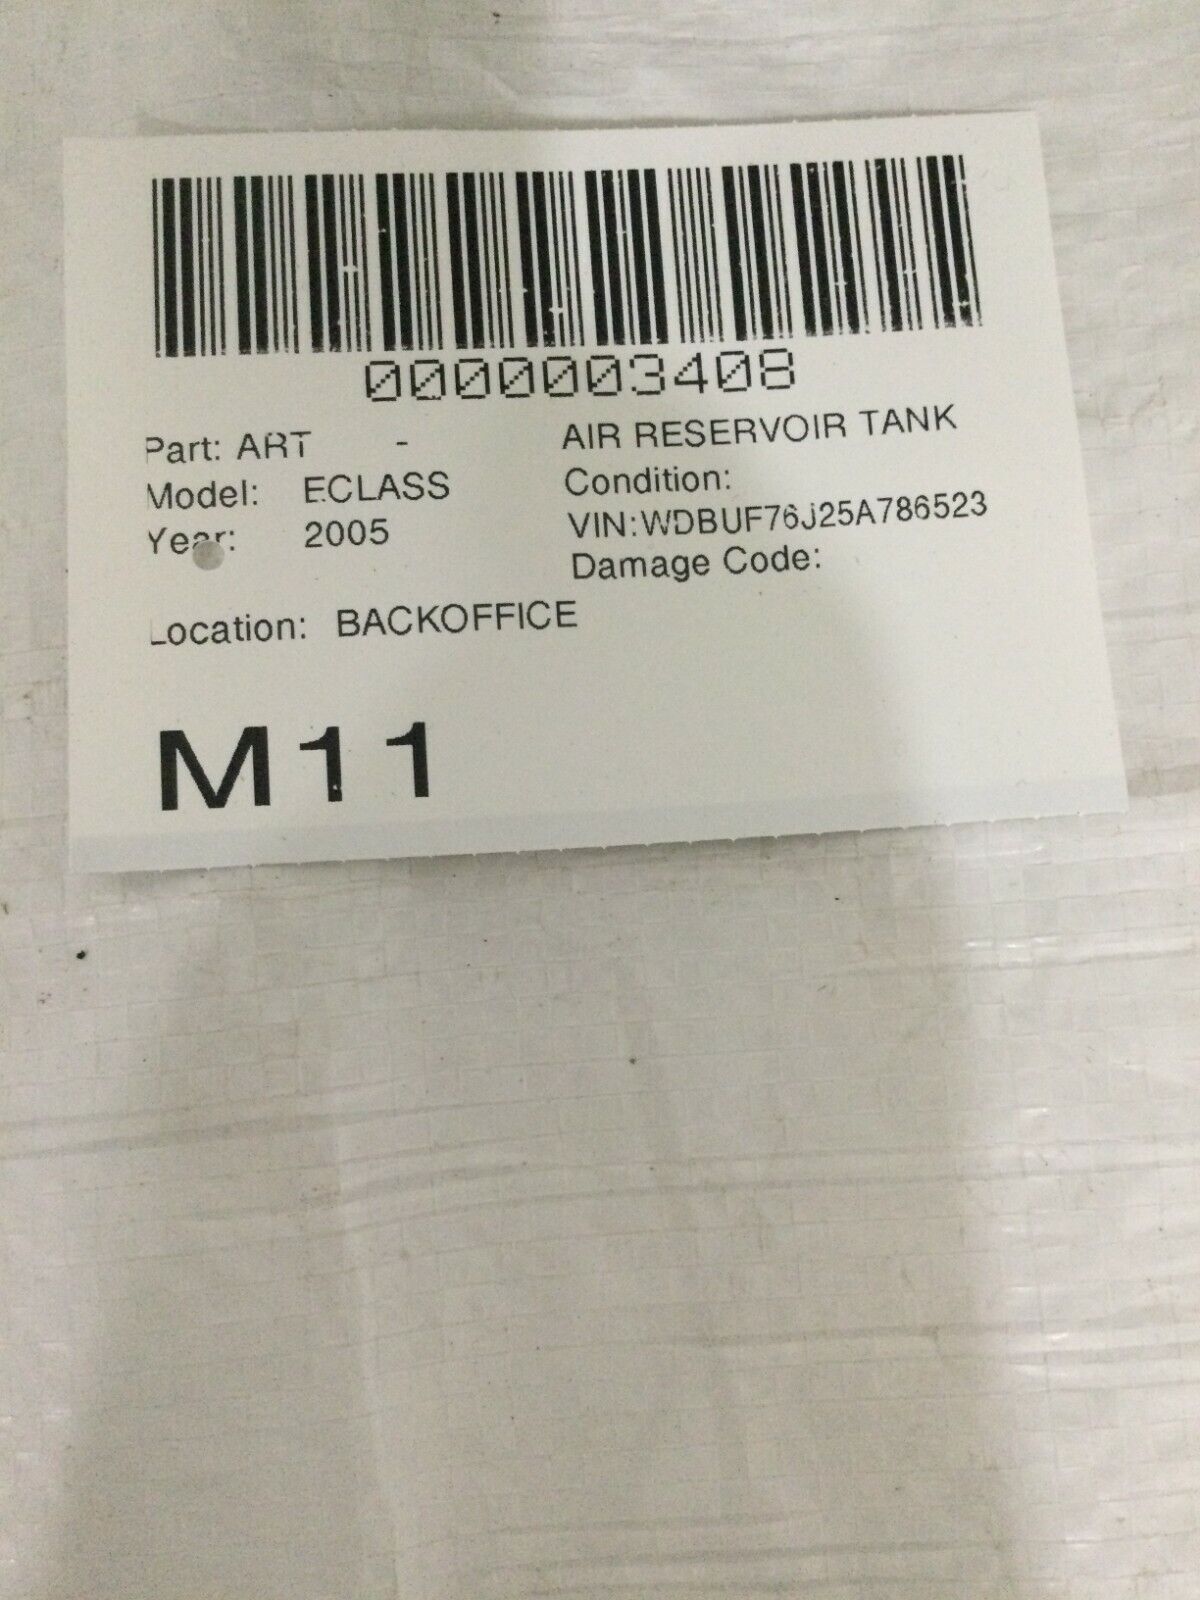 0000003408
Part: ART - AIR RESERVOIR TANK
Model: ECLASS Condition:
Year: 2005 VIN:WDBUF76J25A786523
Damage Code:
Location: BACKOFFICE
M11